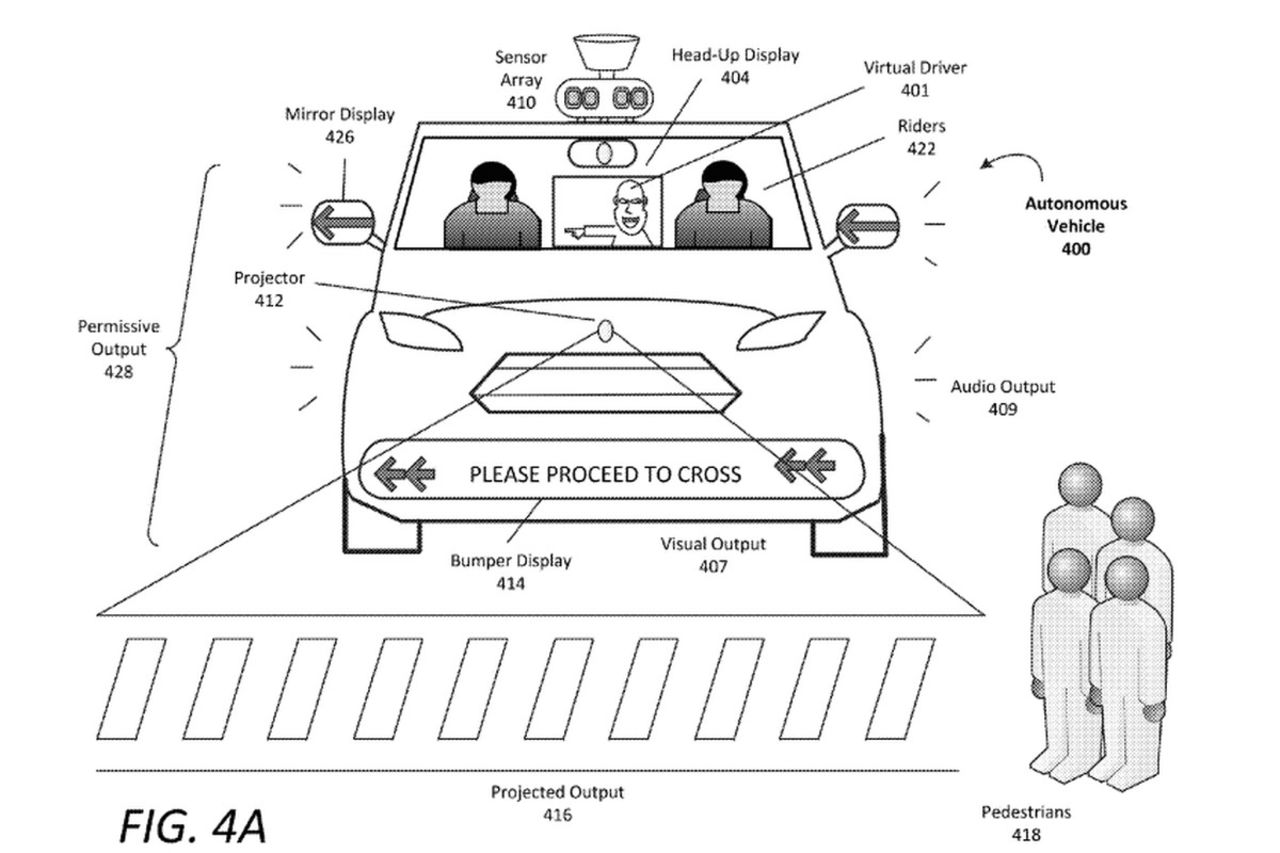 Sensor
Array
410
Head-Up Display
404
Virtual Driver
401
Mirror Display
426
Riders
422
Autonomous
Vehicle
400
Projector
412
Permissive
Output
428
Audio Output
409
PLEASE PROCEED TO CROSS
Bumper Display
414
Visual Output
407
Projected Output
416
Pedestrians
418
FIG. 4A